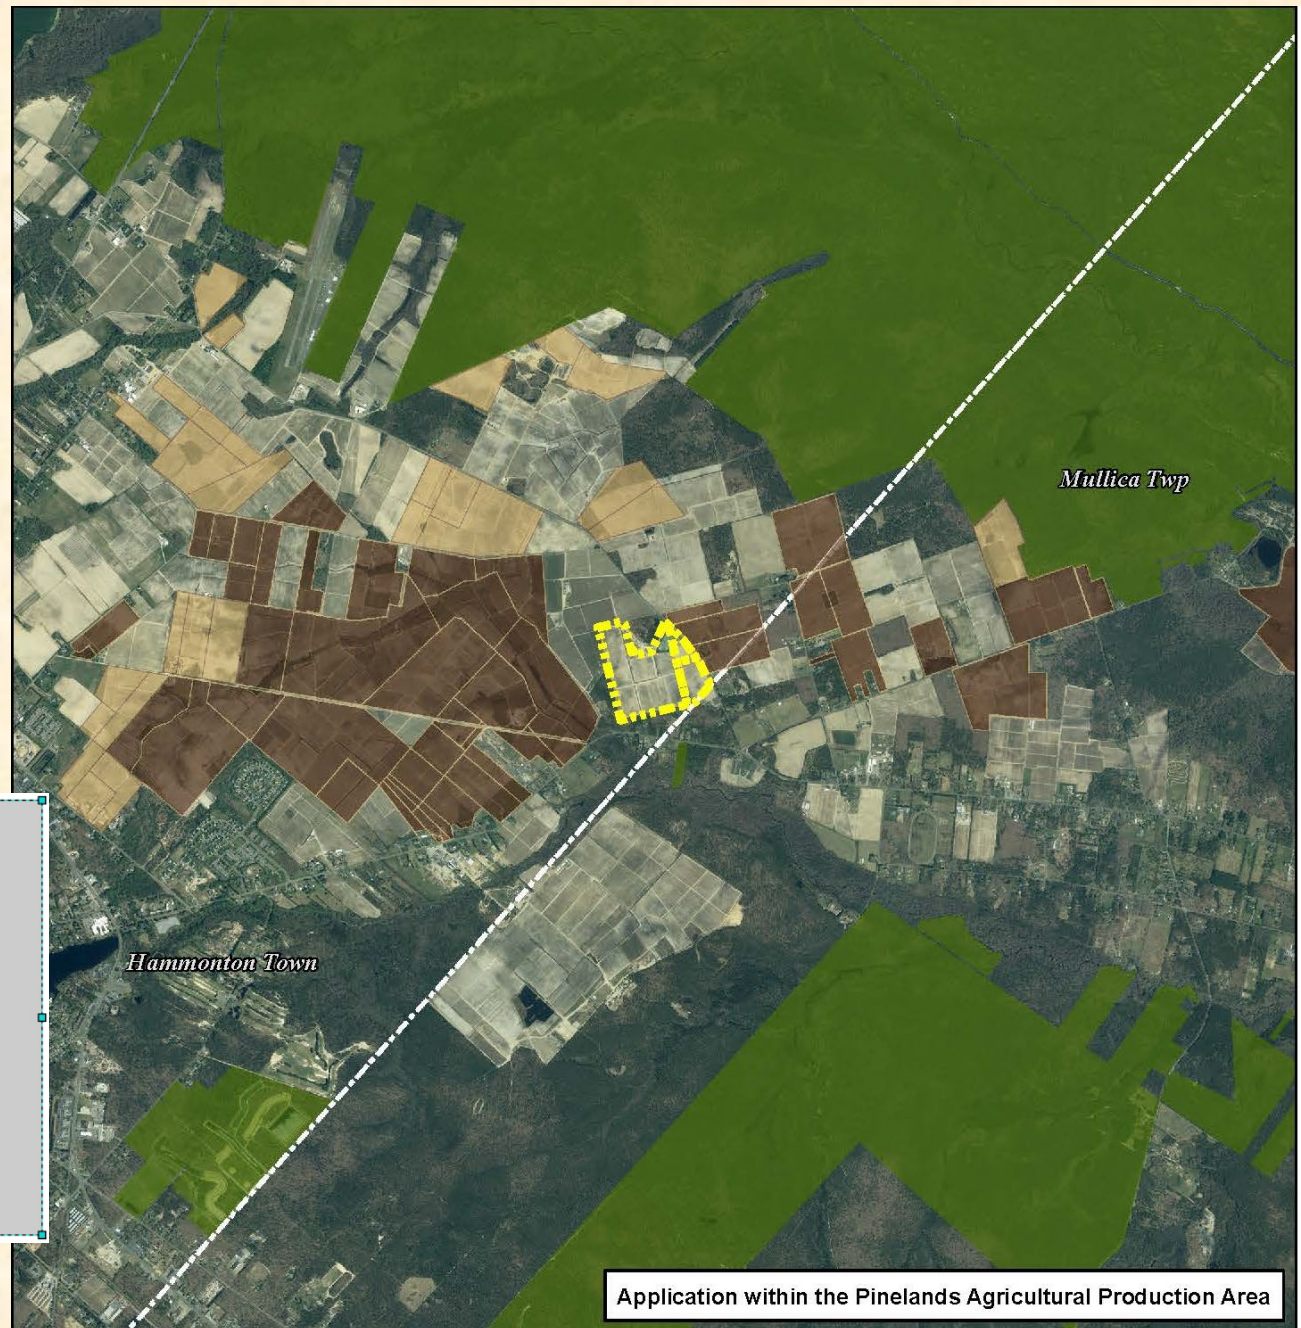 Mullica Twp
Hammonton Town
Application within the Pinelands Agricultural Production Area